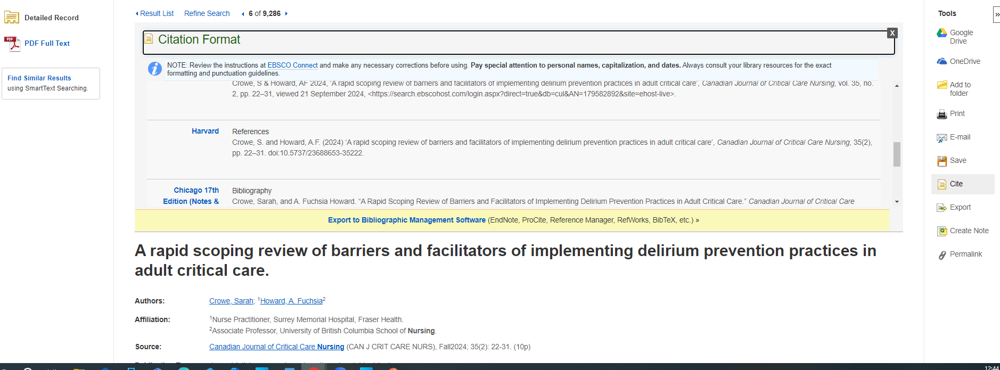 Detailed Record
PDF Full Text
Find Similar Results
using SmartText Searching.
Result List Refine Search 6 of 9,286
Citation Format
X
NOTE: Review the instructions at EBSCO Connect and make any necessary corrections before using. Pay special attention to personal names, capitalization, and dates. Always consult your library resources for the exact
formatting and punctuation guidelines.
Crowe, S & Howard, AF 2024, 'A rapid scoping review of barriers and facilitators of implementing delirium prevention practices in adult critical care', Canadian Journal of Critical Care Nursing, vol. 35, no.
2, pp. 22–31, viewed 21 September 2024, <https://search.ebscohost.com/login.aspx?direct=true&db=cul&AN=179582892&site=ehost-live>.
Harvard References
Crowe, S. and Howard, A.F. (2024) ‘A rapid scoping review of barriers and facilitators of implementing delirium prevention practices in adult critical care’, Canadian Journal of Critical Care Nursing, 35(2),
pp. 22–31. doi:10.5737/23688653-35222.
Chicago 17th Bibliography
Edition (Notes & Crowe, Sarah, and A. Fuchsia Howard. “A Rapid Scoping Review of Barriers and Facilitators of Implementing Delirium Prevention Practices in Adult Critical Care.” Canadian Journal of Critical Care
Export to Bibliographic Management Software (EndNote, ProCite, Reference Manager, RefWorks, BibTeX, etc.) »
A rapid scoping review of barriers and facilitators of implementing delirium prevention practices in
adult critical care.
Authors: Crowe, Sarah; 1Howard, A. Fuchsia2
Affiliation: 1Nurse Practitioner, Surrey Memorial Hospital, Fraser Health.
2Associate Professor, University of British Columbia School of Nursing.
Source: Canadian Journal of Critical Care Nursing (CAN J CRIT CARE NURS), Fall2024; 35(2): 22-31. (10p)
Tools
»
Google
Drive
OneDrive
Add to
folder
Print
E-mail
Save
Cite
Export
Create Note
Permalink
12:44